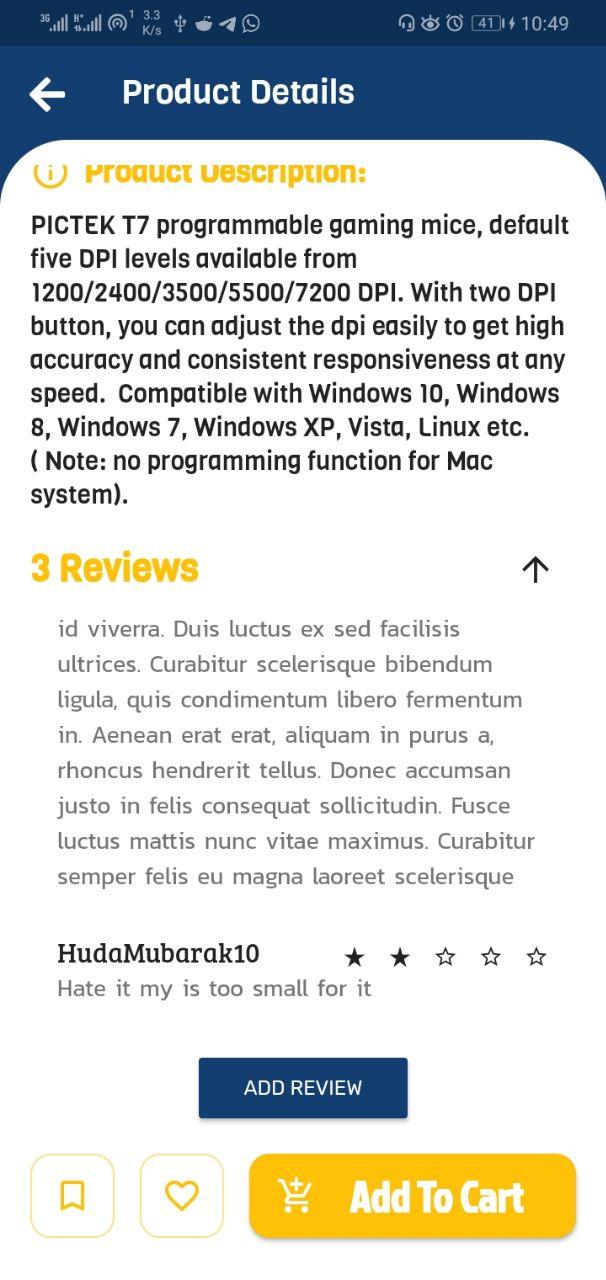 3G H+ 1 3.3 K/s 41 10:49
Product Details
Product Description:
PICTEK T7 programmable gaming mice, default
five DPI levels available from
1200/2400/3500/5500/7200 DPI. With two DPI
button, you can adjust the dpi easily to get high
accuracy and consistent responsiveness at any
speed.  Compatible with Windows 10, Windows
8, Windows 7, Windows XP, Vista, Linux etc.
( Note: no programming function for Mac
system).
3 Reviews
id viverra. Duis luctus ex sed facilisis
ultrices. Curabitur scelerisque bibendum
ligula, quis condimentum libero fermentum
in. Aenean erat erat, aliquam in purus a,
rhoncus hendrerit tellus. Donec accumsan
justo in felis consequat sollicitudin. Fusce
luctus mattis nunc vitae maximus. Curabitur
semper felis eu magna laoreet scelerisque
HudaMubarak10
Hate it my is too small for it
ADD REVIEW
Add To Cart